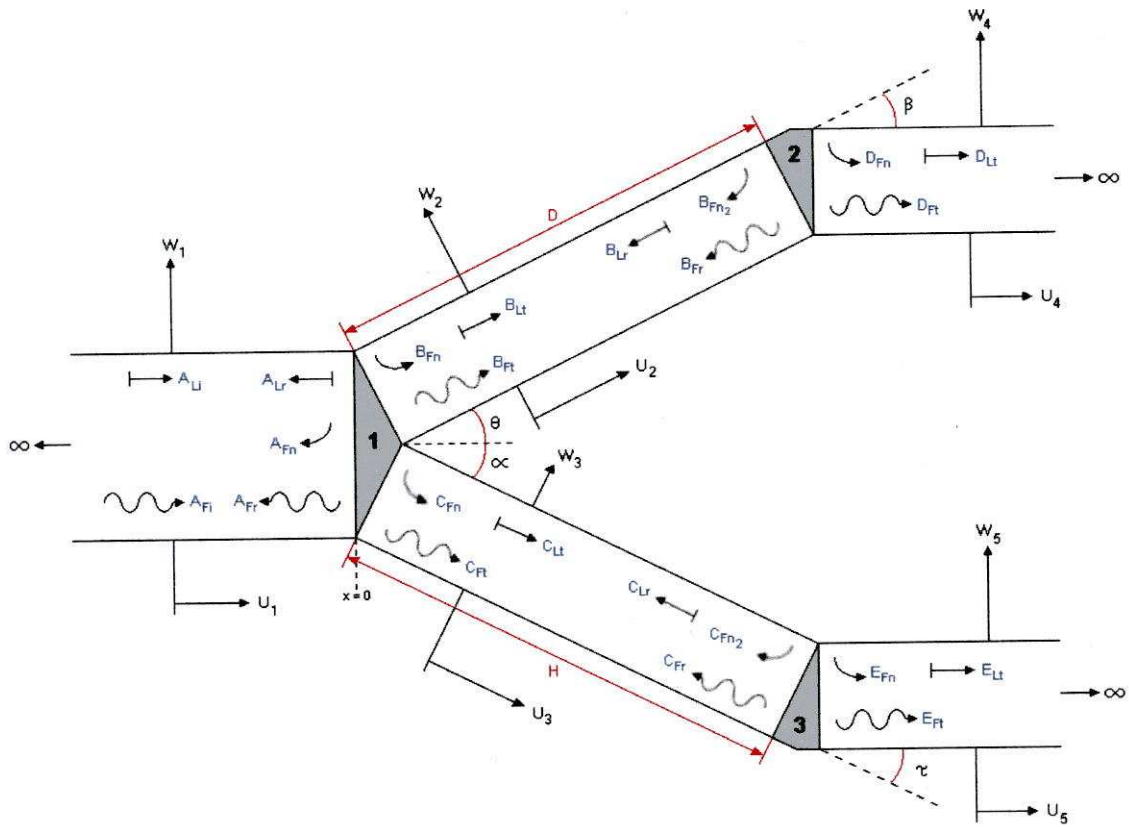 W4
β
2
DFn
DLt
DFt
∞
W2
D
BFn2
BLr
BFr
U4
W1
BLt
BFn
BFt
U2
ALi
ALr
θ
∞
AFn
1
∝
W3
AFi
AFr
CFn
CLt
CFt
W5
x = 0
U1
CLr
CFn2
CFr
H
EFn
ELt
∞
U3
3
EFt
τ
U5